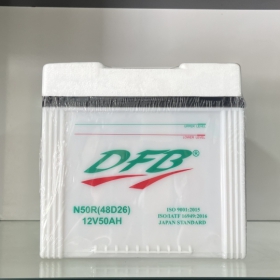 DFB®
N50R(48D26)
12V50AH
ISO 9001:2015
ISO/IATF 16949:2016
JAPAN STANDARD